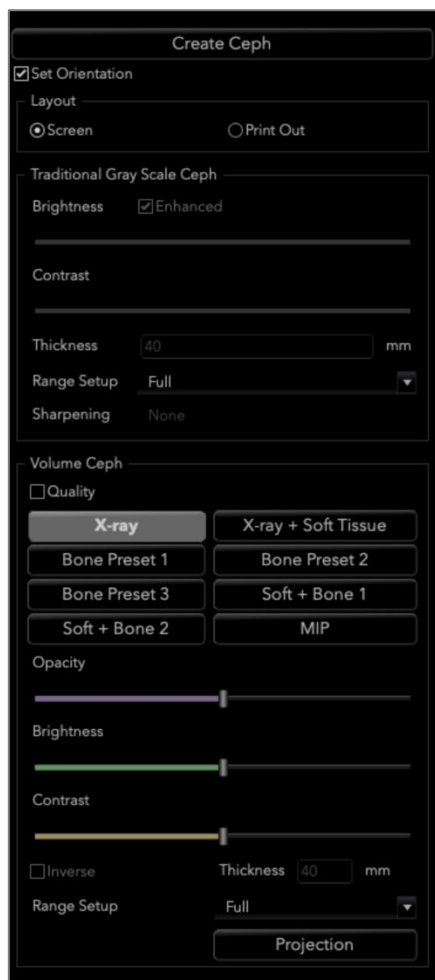 Create Ceph
Set Orientation
Layout
Screen Print Out
Traditional Gray Scale Ceph
Brightness Enhanced
Contrast
Thickness 40 mm
Range Setup Full
Sharpening None
Volume Ceph
Quality
X-ray X-ray + Soft Tissue
Bone Preset 1 Bone Preset 2
Bone Preset 3 Soft + Bone 1
Soft + Bone 2 MIP
Opacity
Brightness
Contrast
Inverse Thickness 40 mm
Range Setup Full
Projection